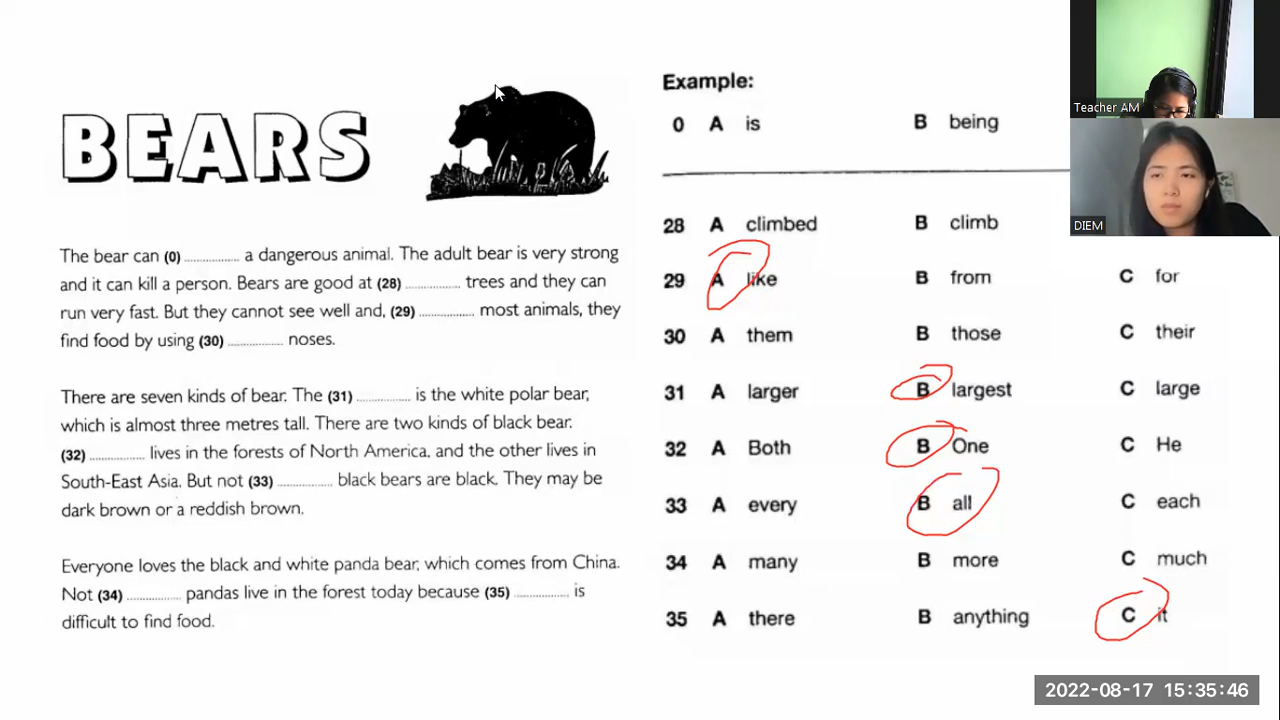 BEARS
The bear can (0) ............... a dangerous animal. The adult bear is very strong
and it can kill a person. Bears are good at (28) ............... trees and they can
run very fast. But they cannot see well and, (29) ............... most animals, they
find food by using (30) ............... noses.
There are seven kinds of bear. The (31) ............... is the white polar bear,
which is almost three metres tall. There are two kinds of black bear.
(32) ............... lives in the forests of North America, and the other lives in
South-East Asia. But not (33) ............... black bears are black. They may be
dark brown or a reddish brown.
Everyone loves the black and white panda bear, which comes from China.
Not (34) ............... pandas live in the forest today because (35) ............... is
difficult to find food.
Example:
0 A is B being
28 A climbed B climb
29 A like B from C for
30 A them B those C their
31 A larger B largest C large
32 A Both B One C He
33 A every B all C each
34 A many B more C much
35 A there B anything C it
Teacher AM
DIEM
2022-08-17 15:35:46